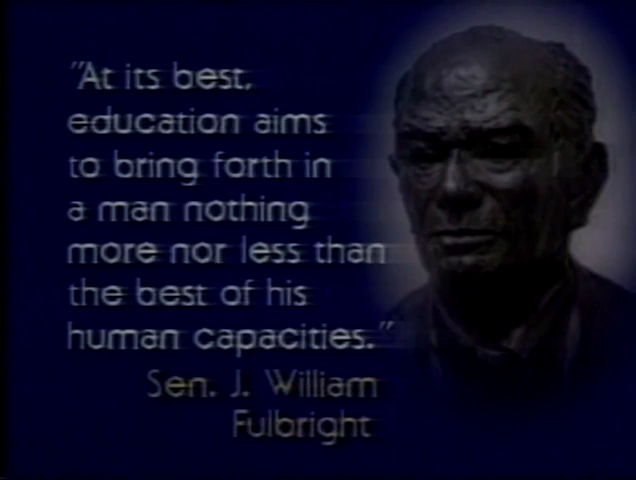 "At its best,
education aims
to bring forth in
a man nothing
more nor less than
the best of his
human capacities."
Sen. J. William
Fulbright